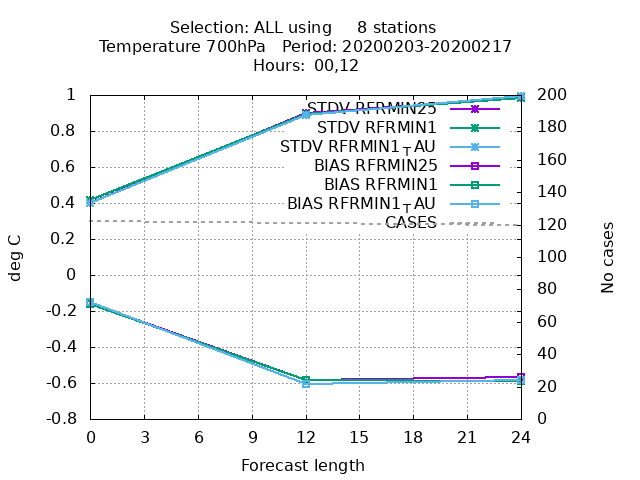 Selection: ALL using 8 stations
Temperature 700hPa Period: 20200203-20200217
Hours: 00,12
1
0.8
0.6
0.4
0.2
0
-0.2
-0.4
-0.6
-0.8
deg C
STDV RFRMIN25
STDV RFRMIN1
STDV RFRMIN1TAU
BIAS RFRMIN25
BIAS RFRMIN1
BIAS RFRMIN1TAU
CASES
200
180
160
140
120
100
80
60
40
20
0
No cases
0 3 6 9 12 15 18 21 24
Forecast length